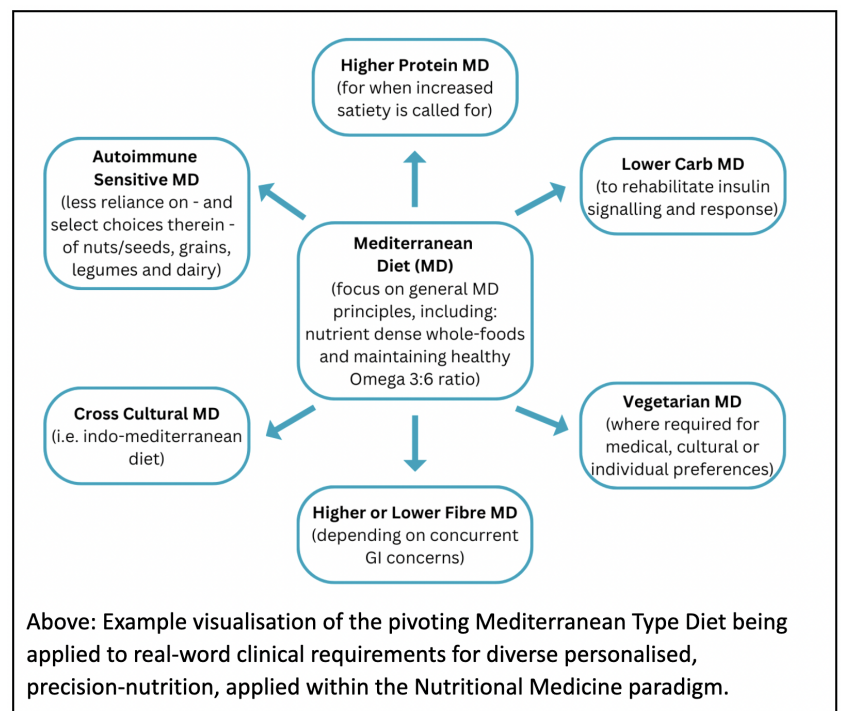 Higher Protein MD
(for when increased
satiety is called for)
Autoimmune
Sensitive MD
(less reliance on - and
select choices therein -
of nuts/seeds, grains,
legumes and dairy)
Lower Carb MD
(to rehabilitate insulin
signalling and response)
Mediterranean
Diet (MD)
(focus on general MD
principles, including:
nutrient dense whole-foods
and maintaining healthy
Omega 3:6 ratio)
Cross Cultural MD
(i.e. indo-mediterranean
diet)
Vegetarian MD
(where required for
medical, cultural or
individual preferences)
Higher or Lower Fibre MD
(depending on concurrent
GI concerns)
Above: Example visualisation of the pivoting Mediterranean Type Diet being
applied to real-word clinical requirements for diverse personalised,
precision-nutrition, applied within the Nutritional Medicine paradigm.